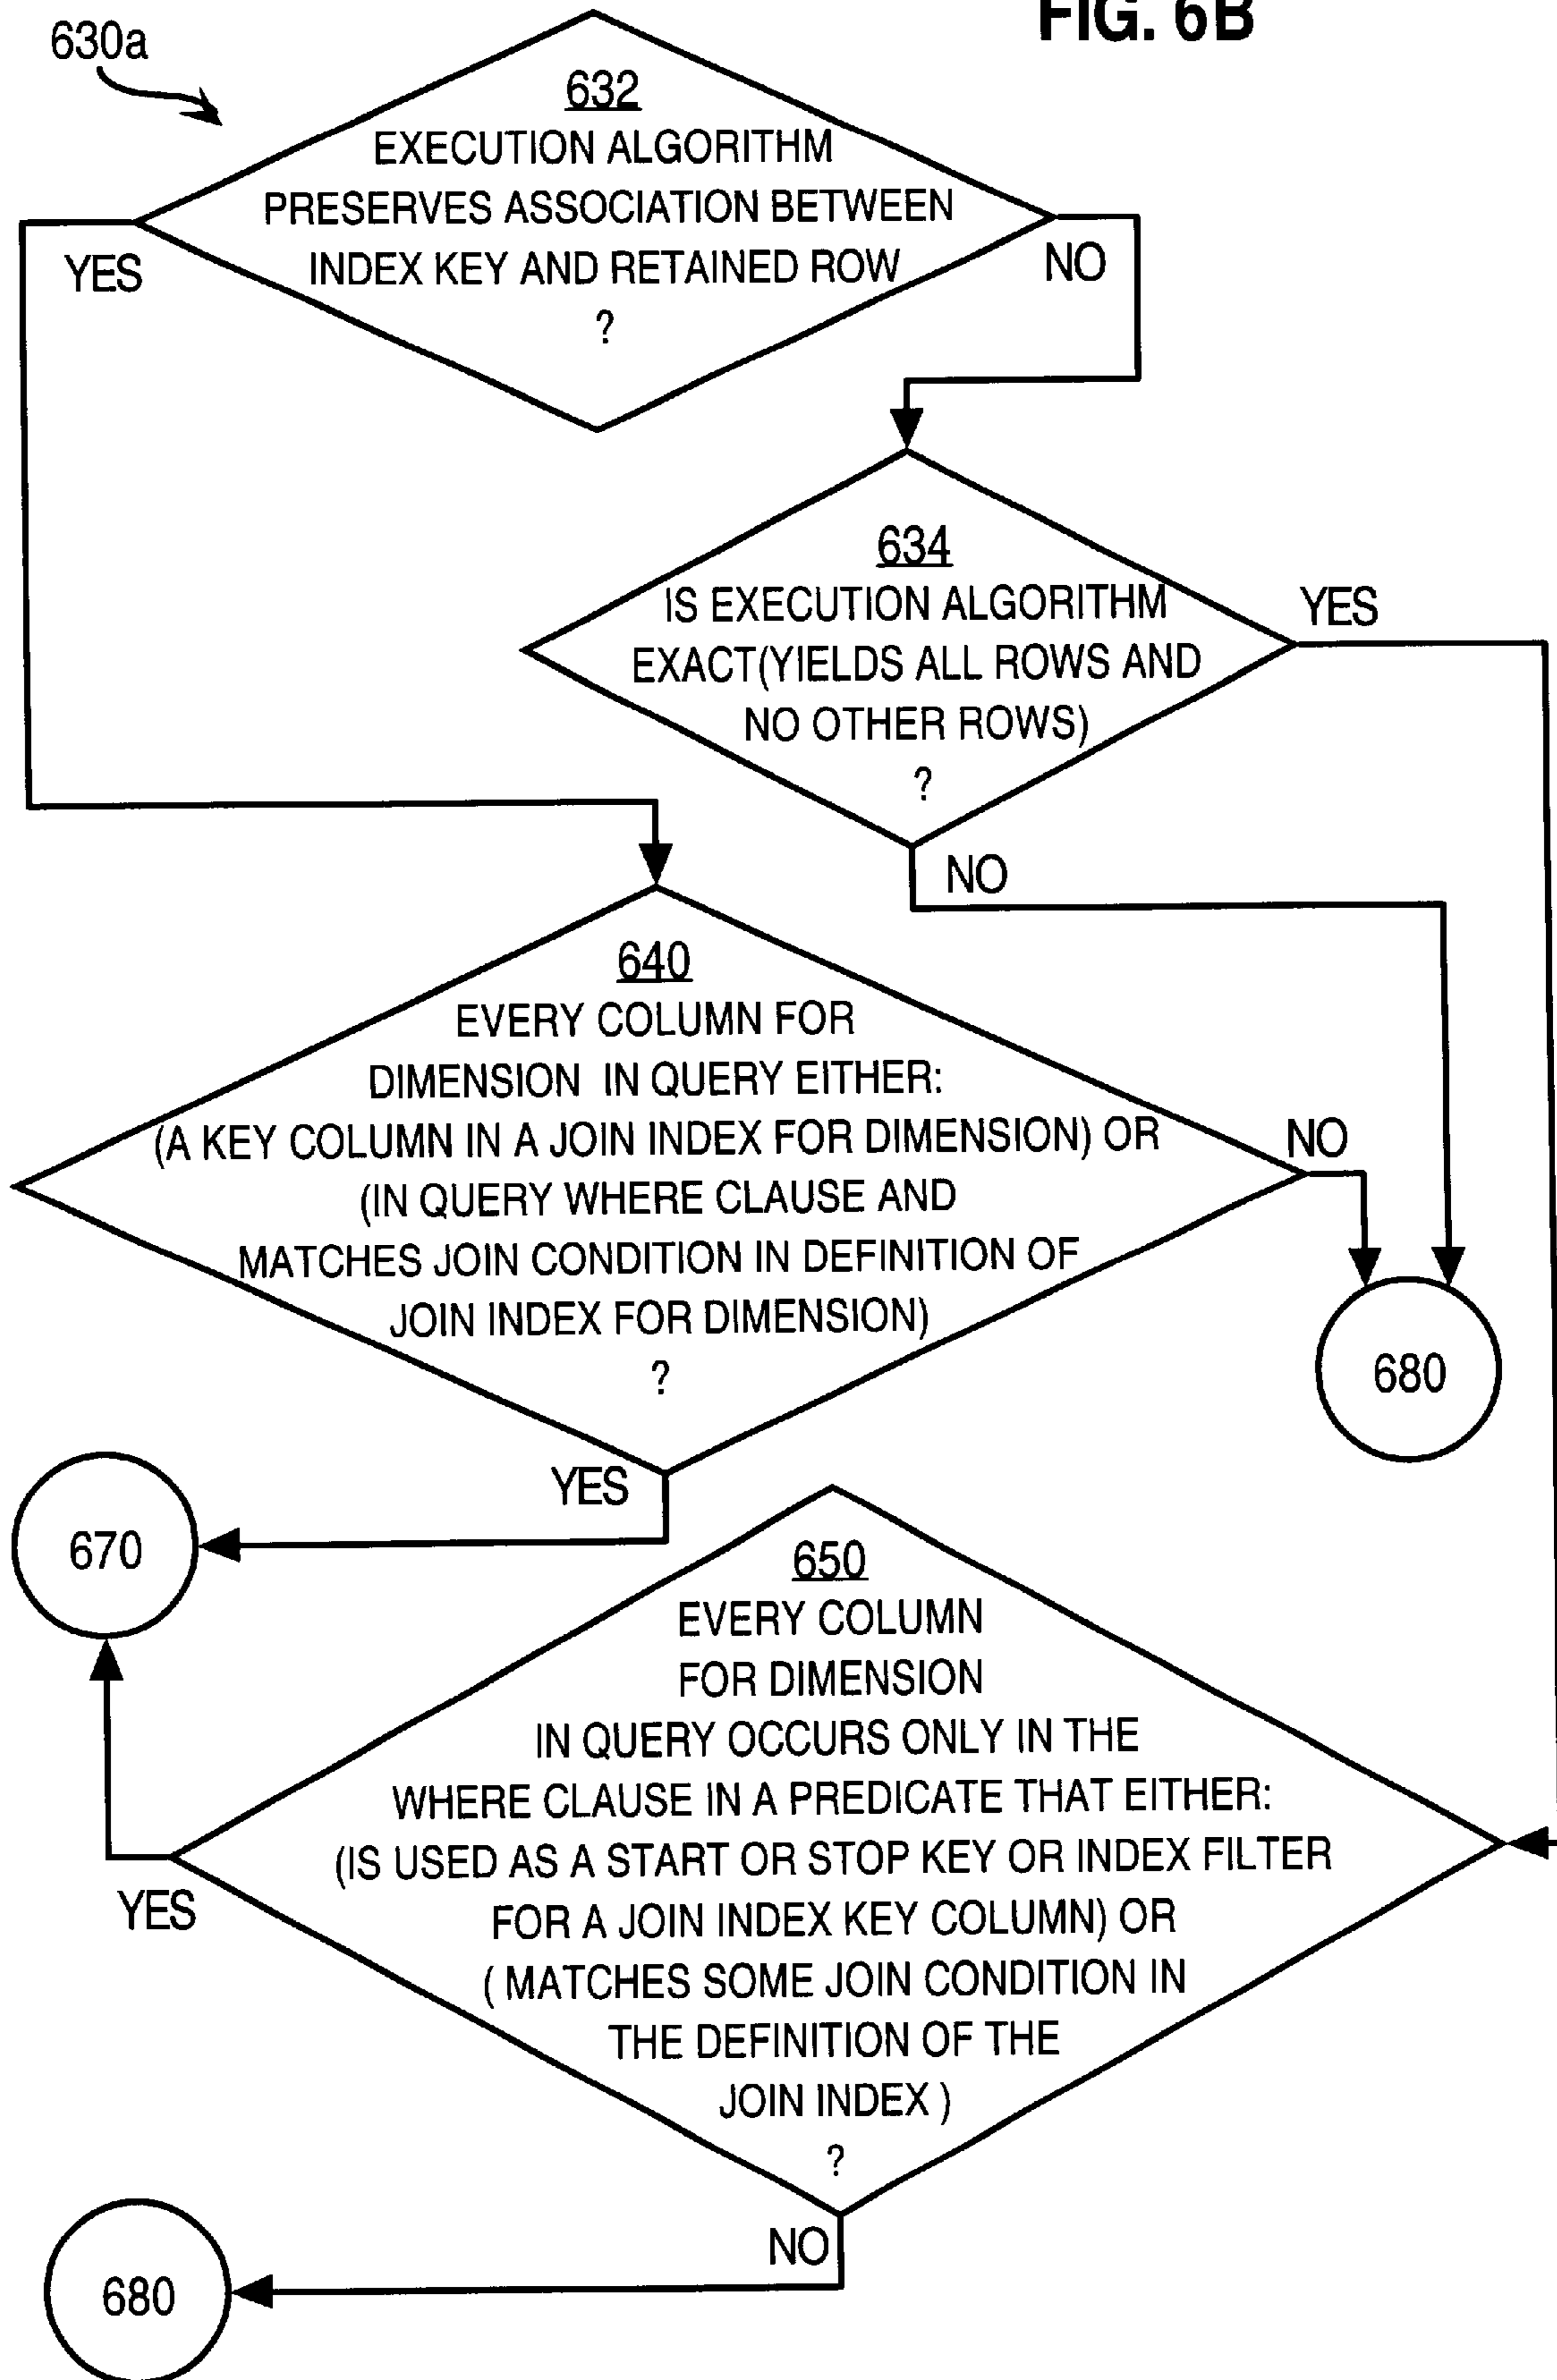 FIG. 6B
630a
632
EXECUTION ALGORITHM
PRESERVES ASSOCIATION BETWEEN
INDEX KEY AND RETAINED ROW
?
YES
NO
634
IS EXECUTION ALGORITHM
EXACT(YIELDS ALL ROWS AND
NO OTHER ROWS)
?
YES
NO
640
EVERY COLUMN FOR
DIMENSION IN QUERY EITHER:
(A KEY COLUMN IN A JOIN INDEX FOR DIMENSION) OR
(IN QUERY WHERE CLAUSE AND
MATCHES JOIN CONDITION IN DEFINITION OF
JOIN INDEX FOR DIMENSION)
?
NO
680
YES
670
650
EVERY COLUMN
FOR DIMENSION
IN QUERY OCCURS ONLY IN THE
WHERE CLAUSE IN A PREDICATE THAT EITHER:
(IS USED AS A START OR STOP KEY OR INDEX FILTER
FOR A JOIN INDEX KEY COLUMN) OR
( MATCHES SOME JOIN CONDITION IN
THE DEFINITION OF THE
JOIN INDEX )
?
YES
NO
680